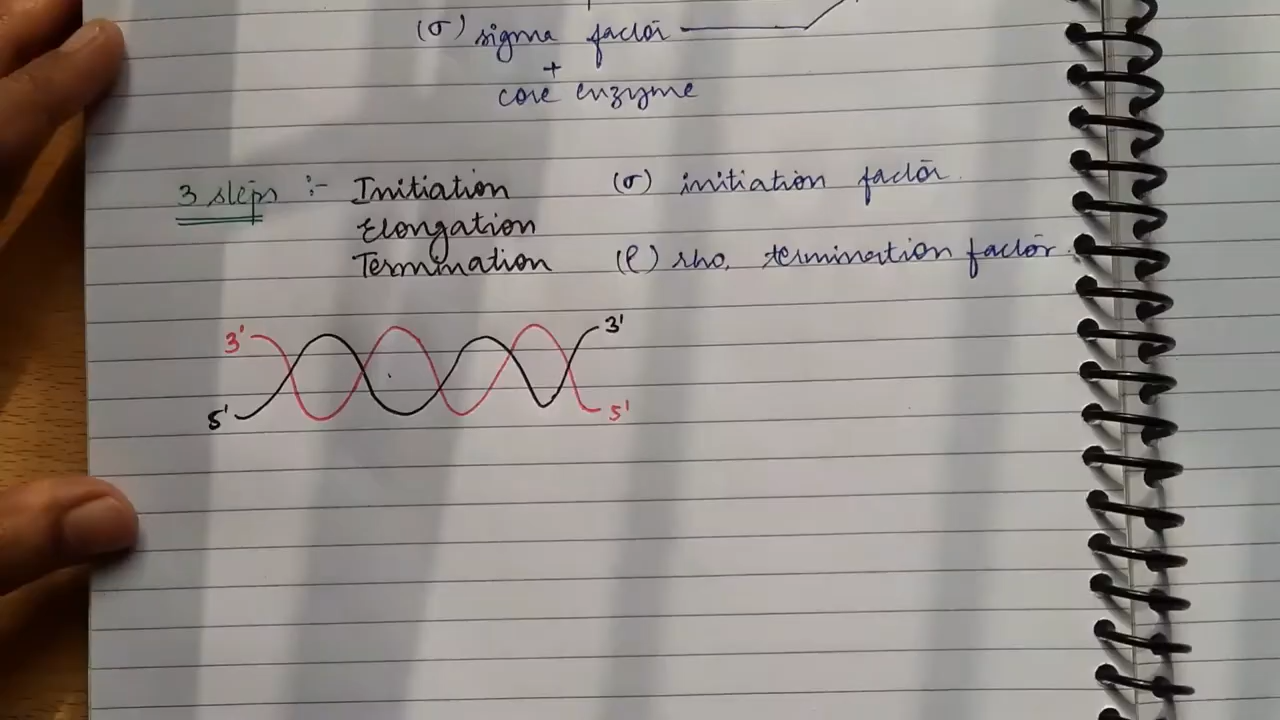 (σ) sigma factor
+
core enzyme
3 steps :- Initiation (σ) initiation factor.
Elongation
Termination (ρ) rho, termination factor.
3' 3'
5' 5'